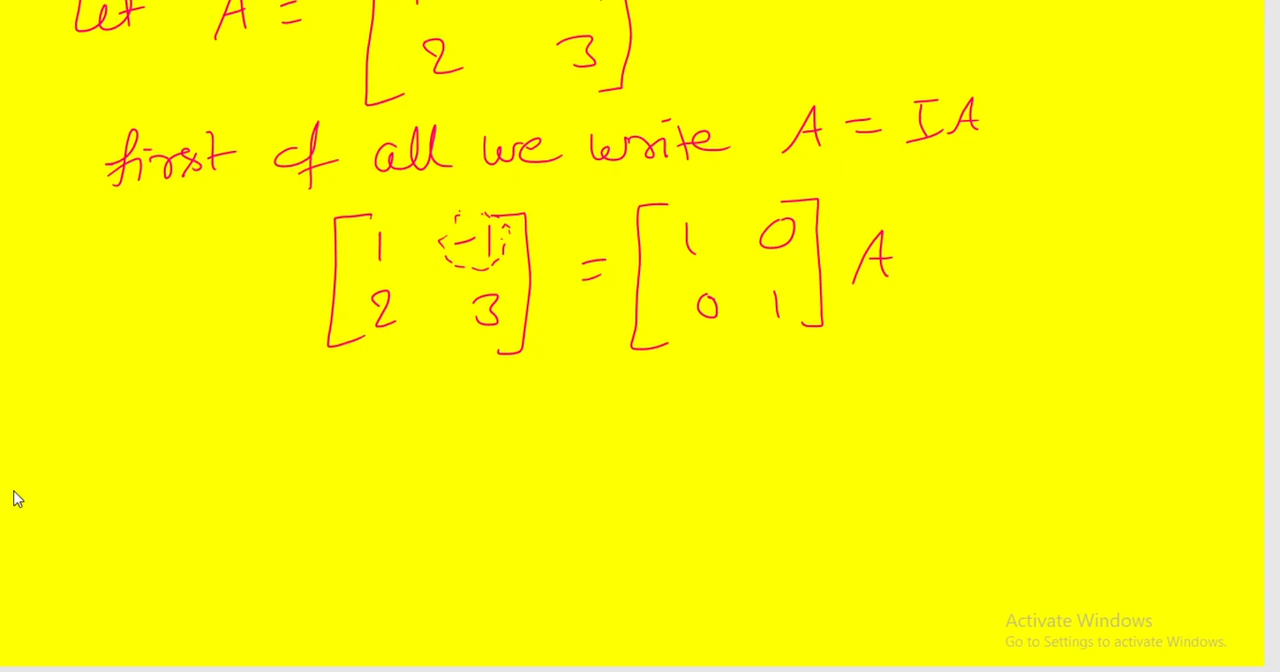 Let A =
2 3
first of all we write A = IA
[1 -1 = [1 0
2 3] 0 1] A
Activate Windows
Go to Settings to activate Windows.